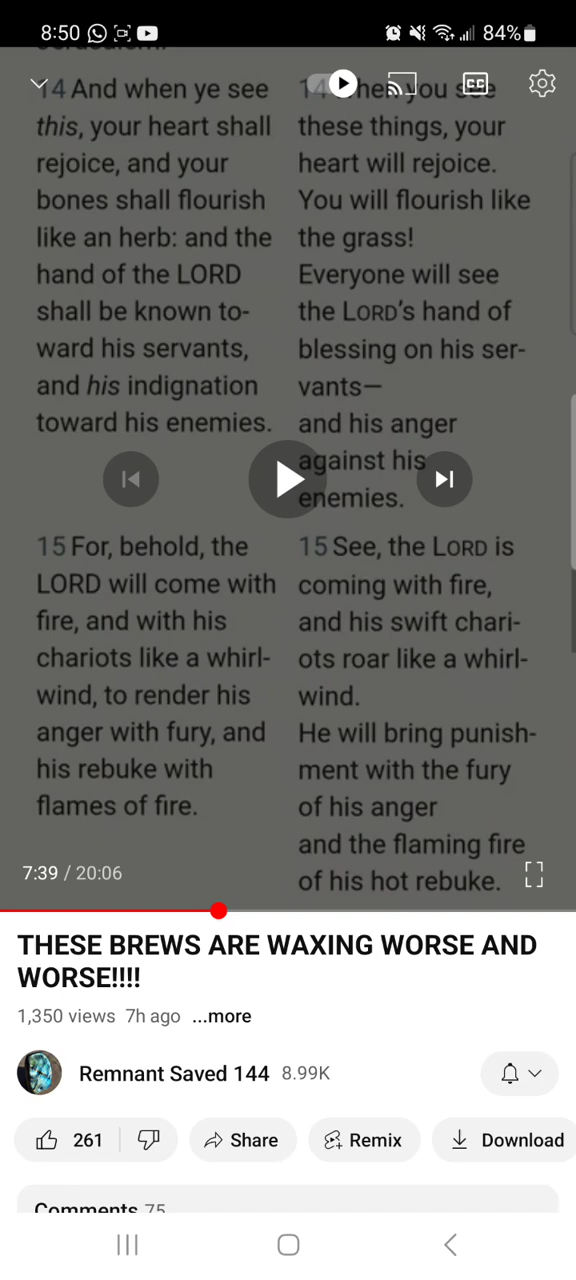 8:50
84%
14 And when ye see
this, your heart shall
rejoice, and your
bones shall flourish
like an herb: and the
hand of the LORD
shall be known to-
ward his servants,
and his indignation
toward his enemies.
14 When you see
these things, your
heart will rejoice.
You will flourish like
the grass!
Everyone will see
the LORD’s hand of
blessing on his ser-
vants—
and his anger
against his
enemies.
15 For, behold, the
LORD will come with
fire, and with his
chariots like a whirl-
wind, to render his
anger with fury, and
his rebuke with
flames of fire.
15 See, the LORD is
coming with fire,
and his swift chari-
ots roar like a whirl-
wind.
He will bring punish-
ment with the fury
of his anger
and the flaming fire
of his hot rebuke.
CC
7:39 / 20:06
THESE BREWS ARE WAXING WORSE AND
WORSE!!!!
1,350 views 7h ago ...more
Remnant Saved 144 8.99K
261 Share Remix Download
Comments 75